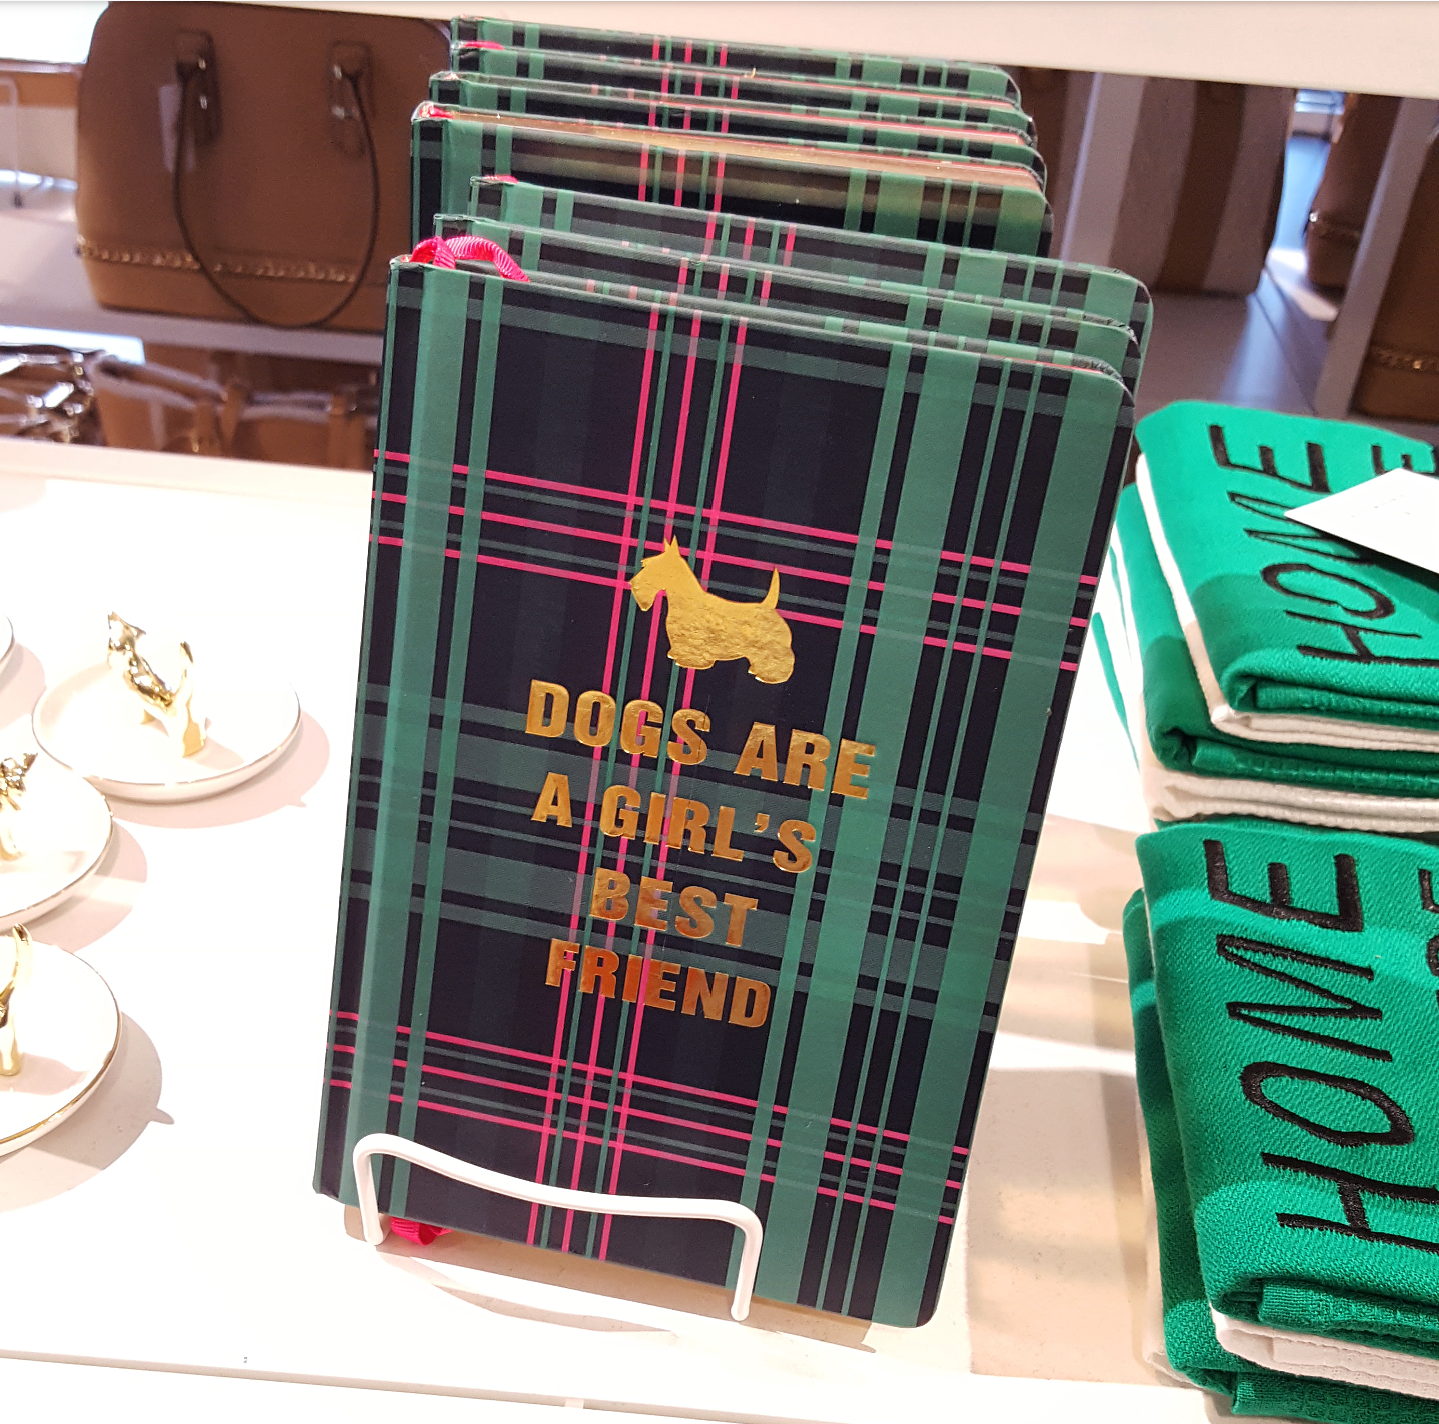 DOGS ARE
A GIRL'S
BEST
FRIEND
HOME
HOME